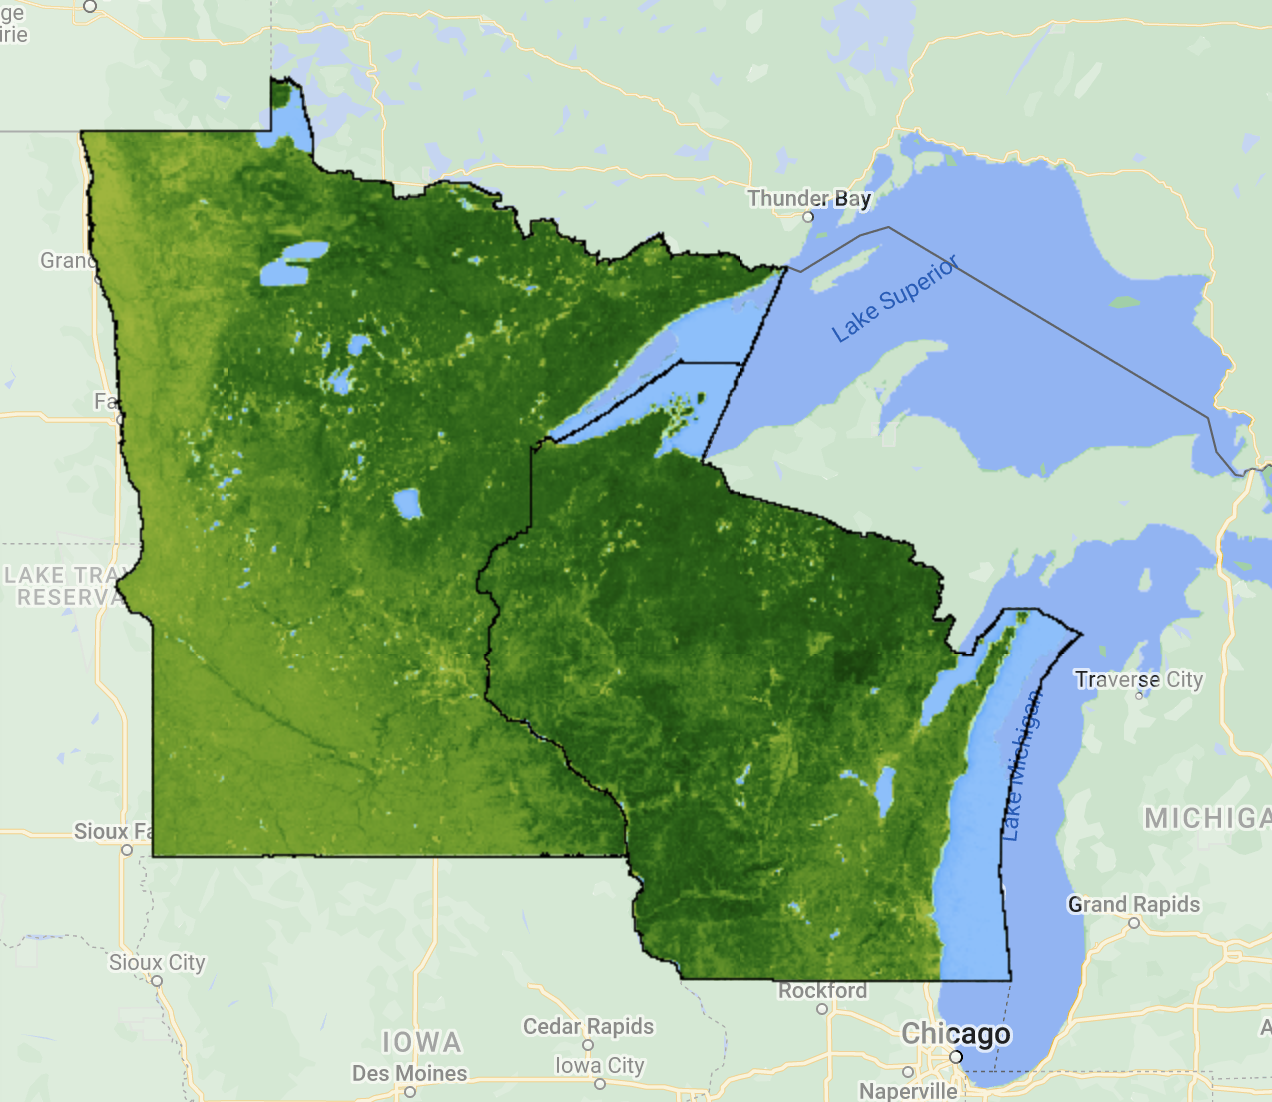 ge
irie
Thunder Bay
Lake Superior
Grand
Fa
LAKE TRAV
RESERVA
Traverse City
Lake Michigan
MICHIGA
Sioux Fa
Grand Rapids
Sioux City
Rockford
Cedar Rapids
Chicago
IOWA
Iowa City
Des Moines
Naperville
A